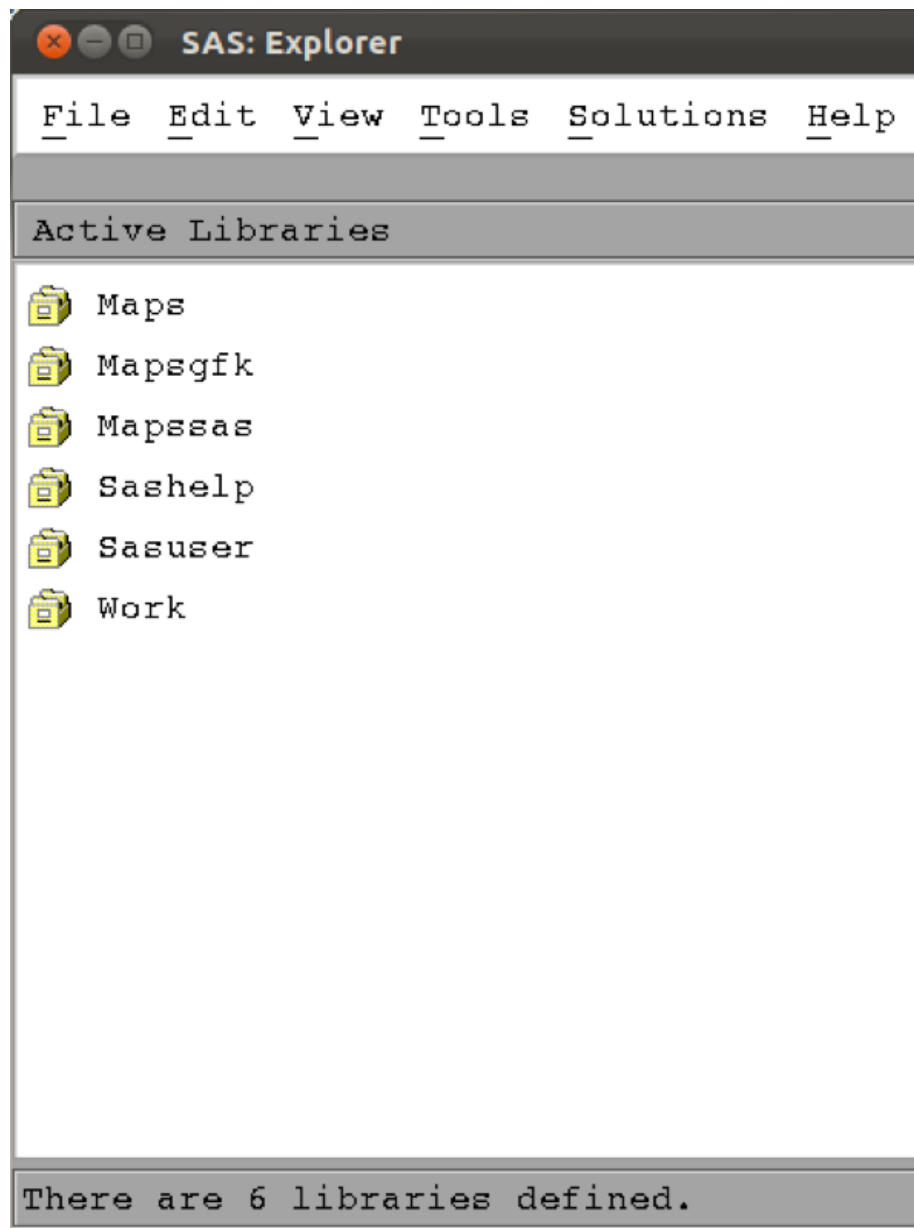 SAS: Explorer
File Edit View Tools Solutions Help
Active Libraries
Maps
Mapsgfk
Mapssas
Sashelp
Sasuser
Work
There are 6 libraries defined.